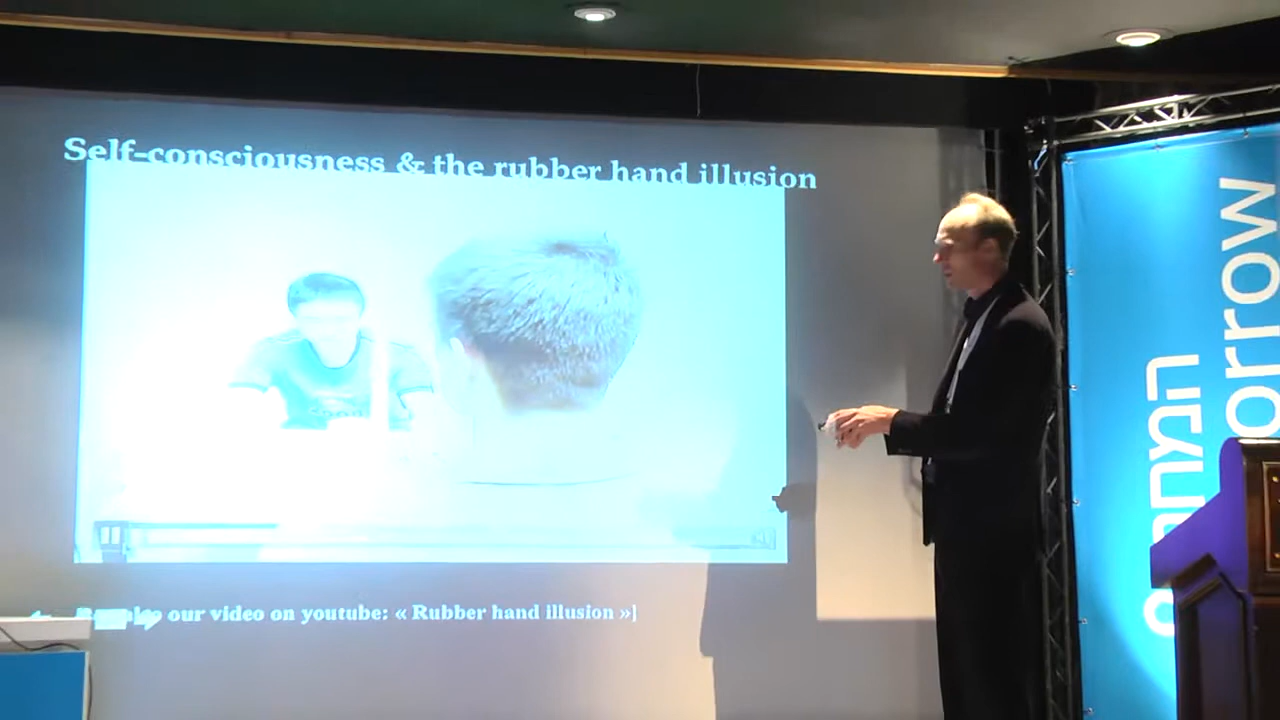 Self-consciousness & the rubber hand illusion
our video on youtube: « Rubber hand illusion »]
orrow